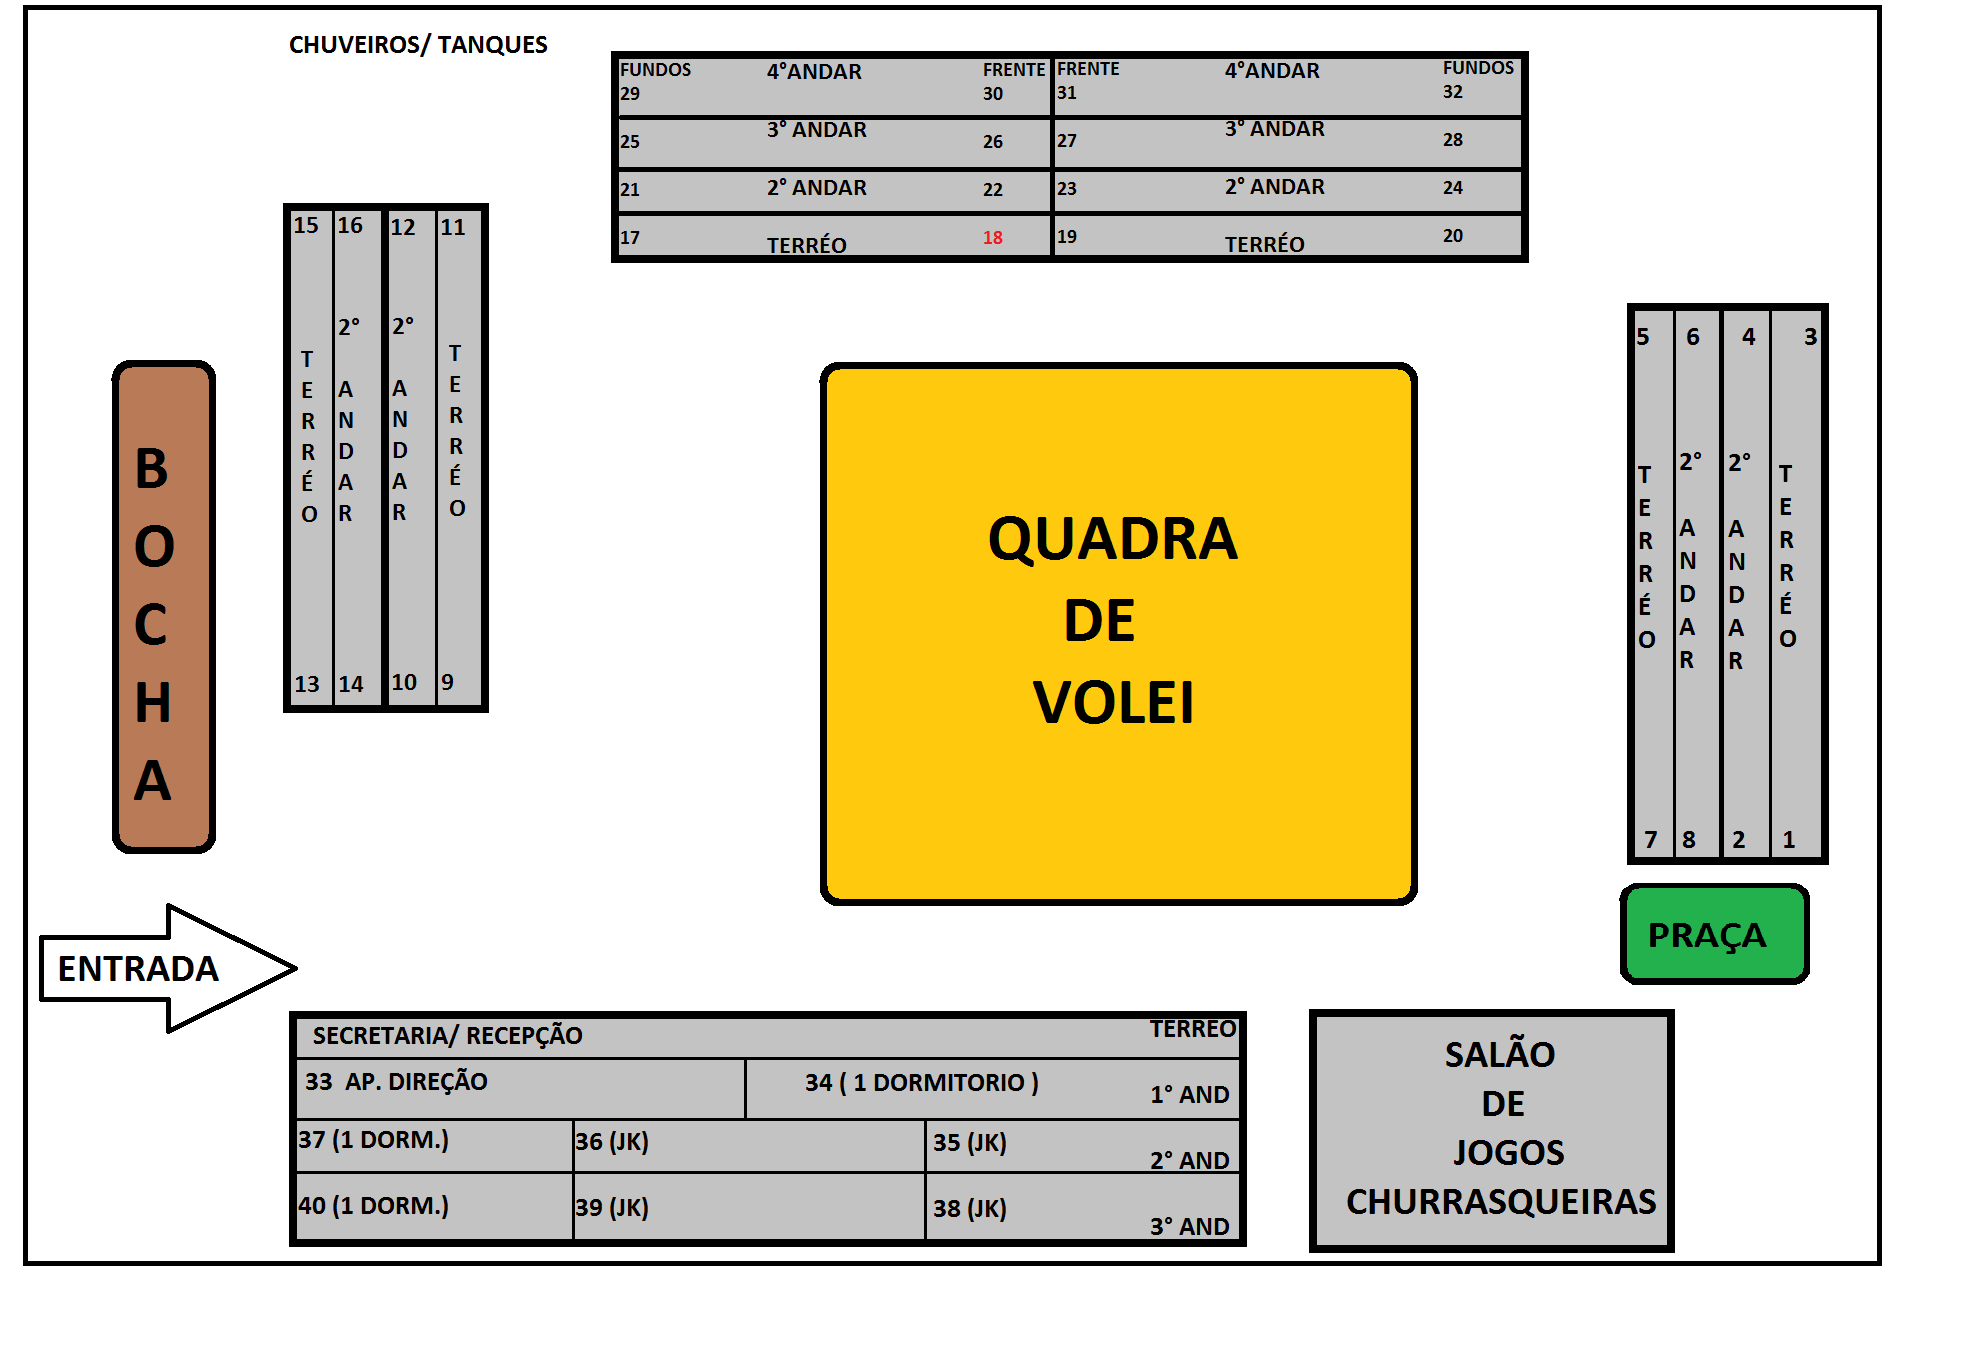 CHUVEIROS/ TANQUES
FUNDOS 4°ANDAR FRENTE FRENTE 4°ANDAR FUNDOS
29 30 31 32
3° ANDAR 3° ANDAR
25 26 27 28
21 2° ANDAR 22 23 2° ANDAR 24
17 TERRÉO 18 19 TERRÉO 20
15 16 12 11
TERRÉO
2° ANDAR
2° ANDAR
TERRÉO
13 14 10 9
BOCHA
QUADRA
DE
VOLEI
5 6 4 3
TERRÉO
2° ANDAR
2° ANDAR
TERRÉO
7 8 2 1
PRAÇA
ENTRADA
SECRETARIA/ RECEPÇÃO TERREO
33 AP. DIREÇÃO 34 ( 1 DORMITORIO ) 1° AND
37 (1 DORM.) 36 (JK) 35 (JK) 2° AND
40 (1 DORM.) 39 (JK) 38 (JK) 3° AND
SALÃO
DE
JOGOS
CHURRASQUEIRAS